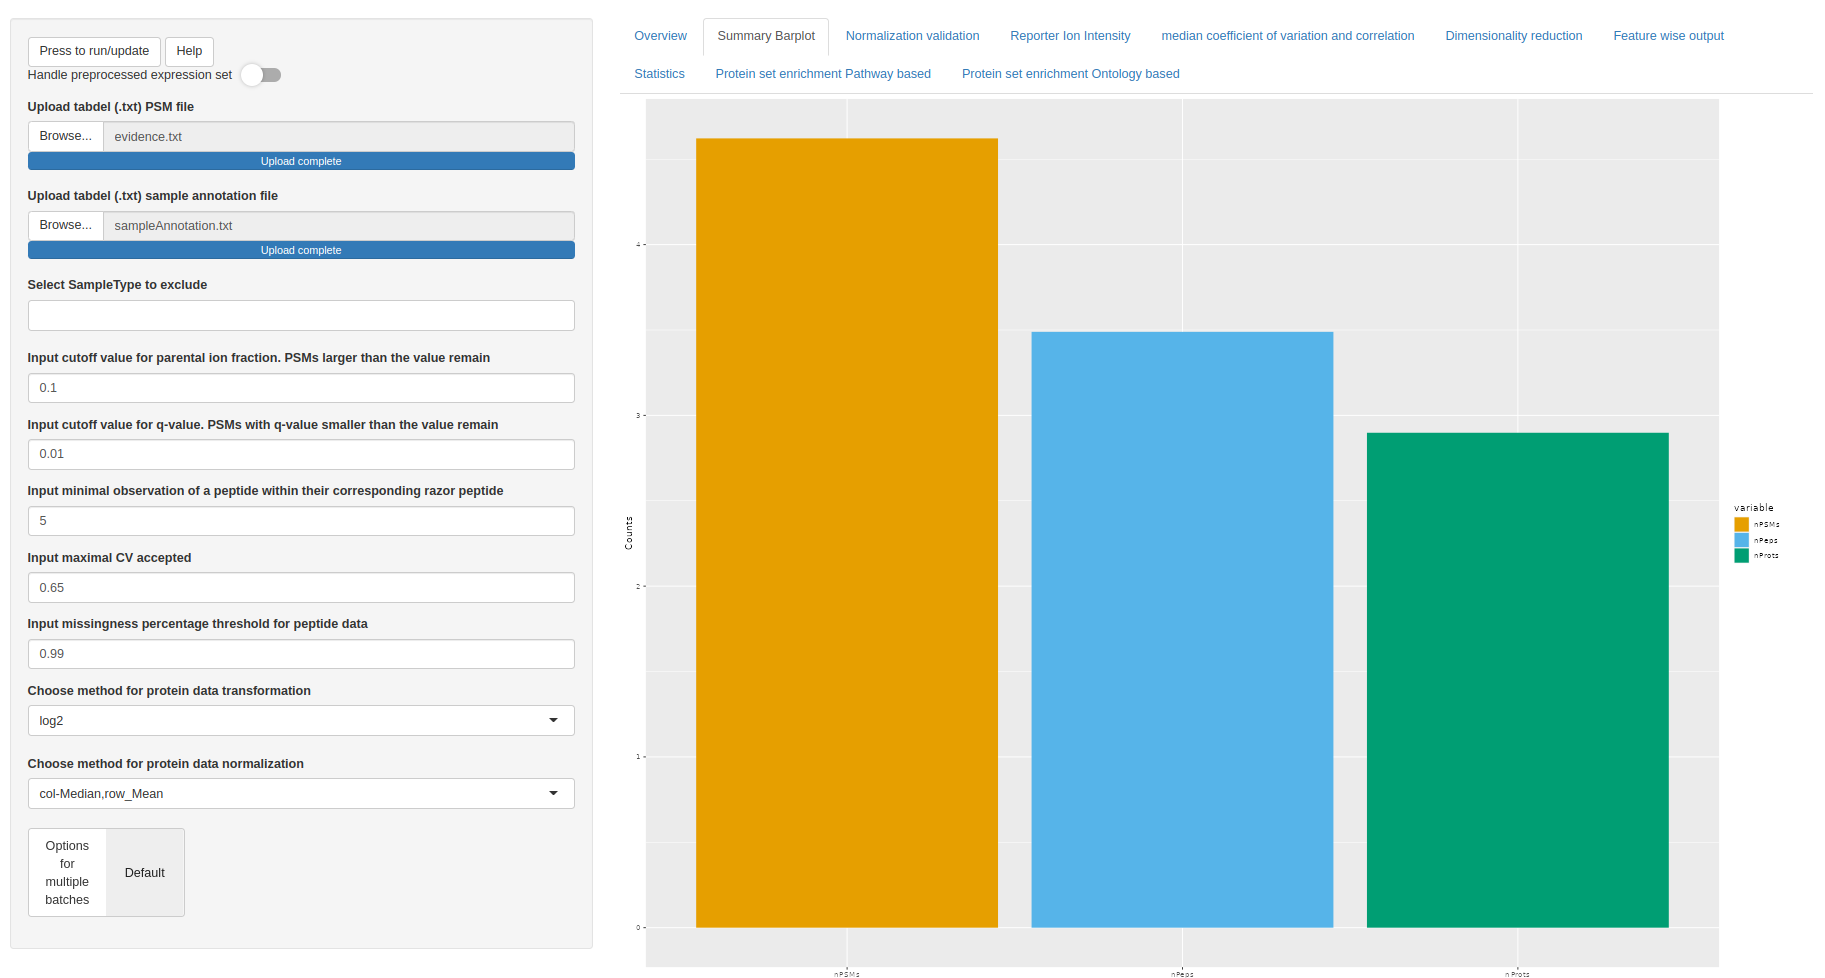 Press to run/update Help
Handle preprocessed expression set
Upload tabdel (.txt) PSM file
Browse... evidence.txt
Upload complete
Upload tabdel (.txt) sample annotation file
Browse... sampleAnnotation.txt
Upload complete
Select SampleType to exclude
Input cutoff value for parental ion fraction. PSMs larger than the value remain
0.1
Input cutoff value for q-value. PSMs with q-value smaller than the value remain
0.01
Input minimal observation of a peptide within their corresponding razor peptide
5
Input maximal CV accepted
0.65
Input missingness percentage threshold for peptide data
0.99
Choose method for protein data transformation
log2
Choose method for protein data normalization
col-Median,row_Mean
Options
for
multiple
batches
Default
Overview Summary Barplot Normalization validation Reporter Ion Intensity median coefficient of variation and correlation Dimensionality reduction Feature wise output
Statistics Protein set enrichment Pathway based Protein set enrichment Ontology based
4
3
2
1
0
Counts
nPSMs nPeps nProts
variable
nPSMs
nPeps
nProts